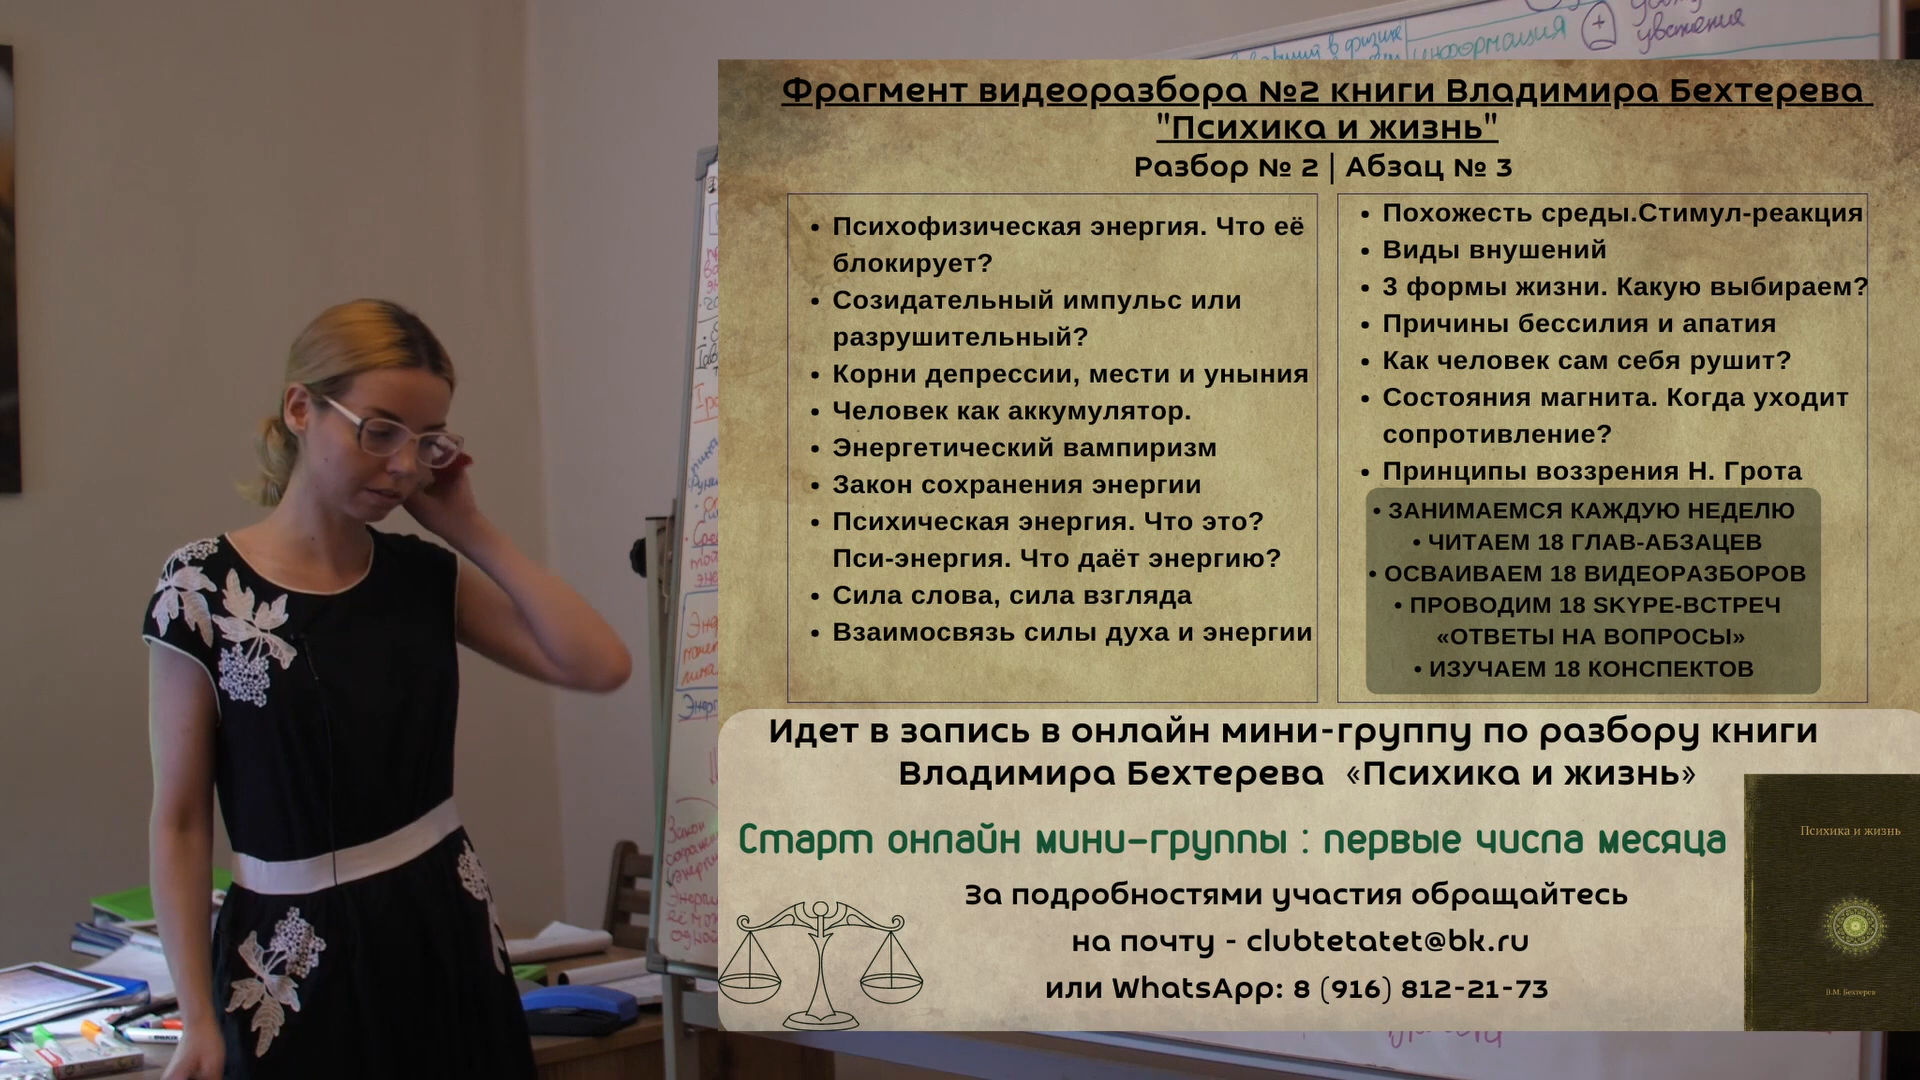 информация
уважения
Фрагмент видеоразбора №2 книги Владимира Бехтерева
"Психика и жизнь"
Разбор № 2 | Абзац № 3
• Психофизическая энергия. Что её
блокирует?
• Созидательный импульс или
разрушительный?
• Корни депрессии, мести и уныния
• Человек как аккумулятор.
• Энергетический вампиризм
• Закон сохранения энергии
• Психическая энергия. Что это?
Пси-энергия. Что даёт энергию?
• Сила слова, сила взгляда
• Взаимосвязь силы духа и энергии
• Похожесть среды.Стимул-реакция
• Виды внушений
• 3 формы жизни. Какую выбираем?
• Причины бессилия и апатия
• Как человек сам себя рушит?
• Состояния магнита. Когда уходит
сопротивление?
• Принципы воззрения Н. Грота
• ЗАНИМАЕМСЯ КАЖДУЮ НЕДЕЛЮ
• ЧИТАЕМ 18 ГЛАВ-АБЗАЦЕВ
• ОСВАИВАЕМ 18 ВИДЕОРАЗБОРОВ
• ПРОВОДИМ 18 SKYPE-ВСТРЕЧ
«ОТВЕТЫ НА ВОПРОСЫ»
• ИЗУЧАЕМ 18 КОНСПЕКТОВ
Идет в запись в онлайн мини-группу по разбору книги
Владимира Бехтерева «Психика и жизнь»
Старт онлайн мини-группы : первые числа месяца
За подробностями участия обращайтесь
на почту - clubtetatet@bk.ru
или WhatsApp: 8 (916) 812-21-73
Психика и жизнь
В.М. Бехтерев